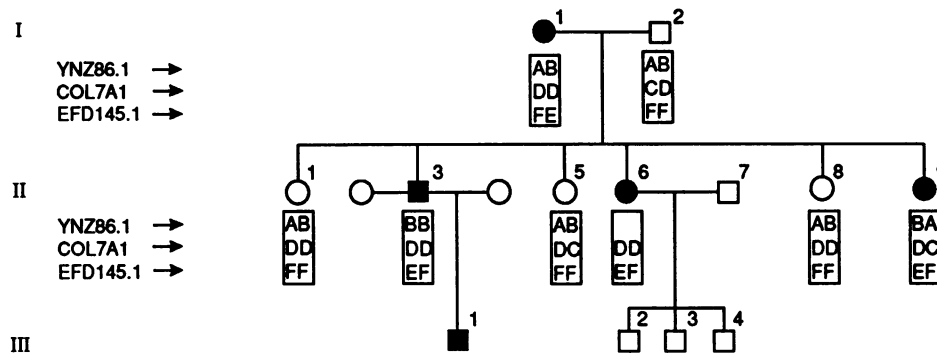 I 1 2
YNZ86.1 → AB AB
COL7A1 → DD CD
EFD145.1 → FE FF
II 1 3 5 6 7 8
YNZ86.1 → AB BB AB AB BA
COL7A1 → DD DD DC DD DD DC
EFD145.1 → FF EF FF EF FF EF
III 1 2 3 4